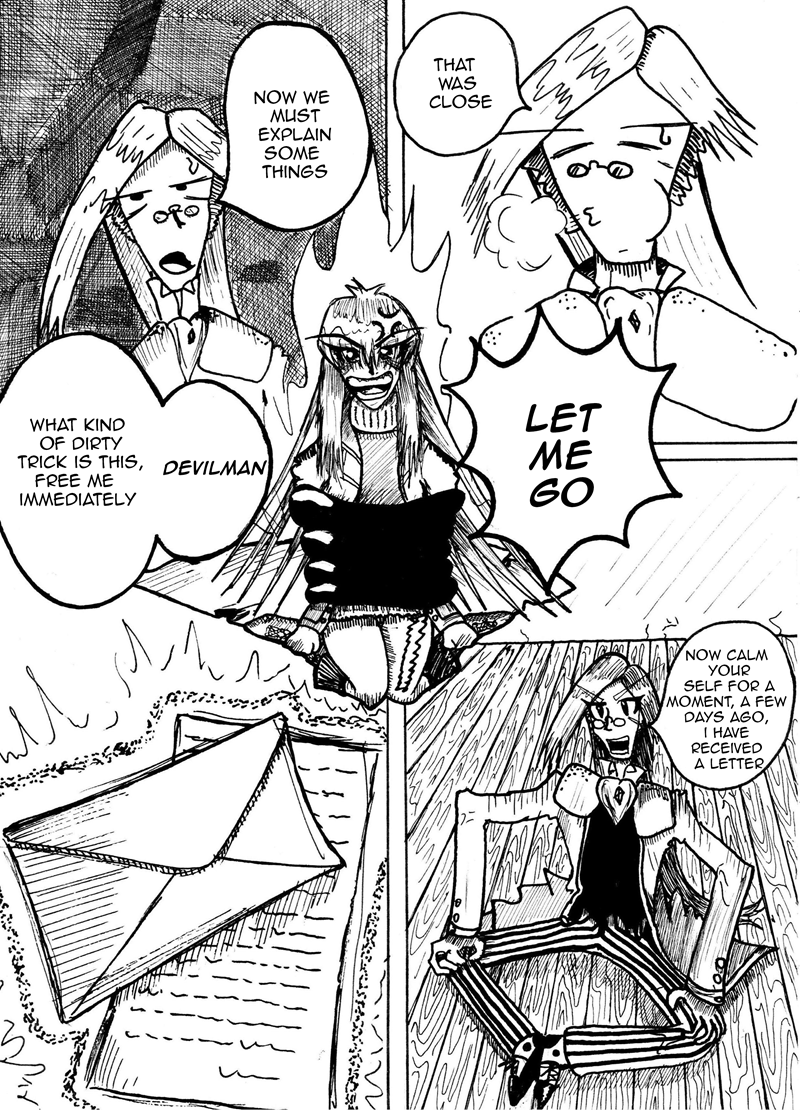 THAT
WAS
CLOSE
NOW WE
MUST
EXPLAIN
SOME
THINGS
LET
ME
GO
DEVILMAN
WHAT KIND
OF DIRTY
TRICK IS THIS,
FREE ME
IMMEDIATELY
NOW CALM
YOUR
SELF FOR A
MOMENT, A FEW
DAYS AGO,
I HAVE
RECEIVED
A LETTER